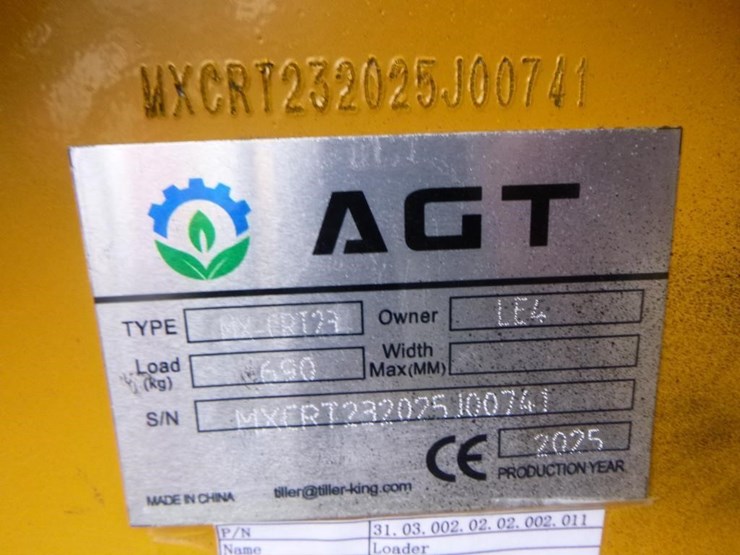 MXCRT232025J00741
AGT
TYPE MX-CRT23 Owner LE4
Load (kg) 690 Width Max(MM)
S/N MXCRT232025J00741
CE 2025
PRODUCTION YEAR
MADE IN CHINA tiller@tiller-king.com
P/N 31.03.002.02.02.002.011
Name Loader